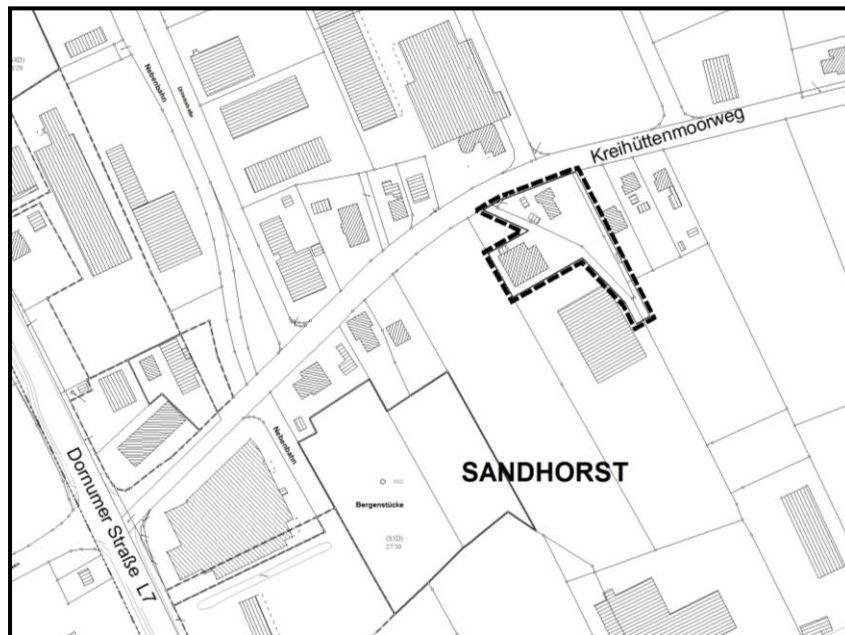 Nebenbahn
Kreihüttenmoorweg
Nebenbahn
SANDHORST
Bergenstücke
Dornumer Straße L7